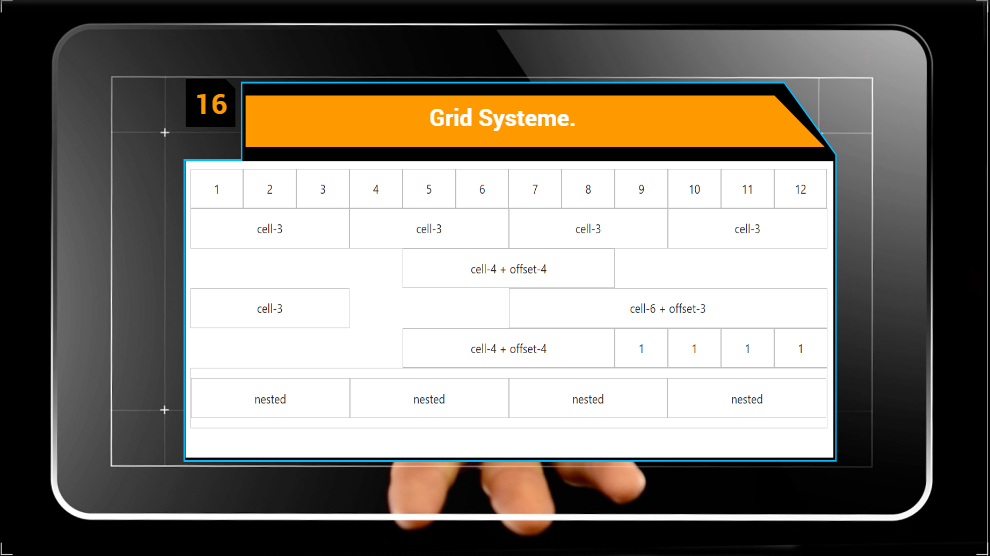 16
Grid Systeme.
1 2 3 4 5 6 7 8 9 10 11 12
cell-3 cell-3 cell-3 cell-3
cell-4 + offset-4
cell-3 cell-6 + offset-3
cell-4 + offset-4 1 1 1 1
nested nested nested nested